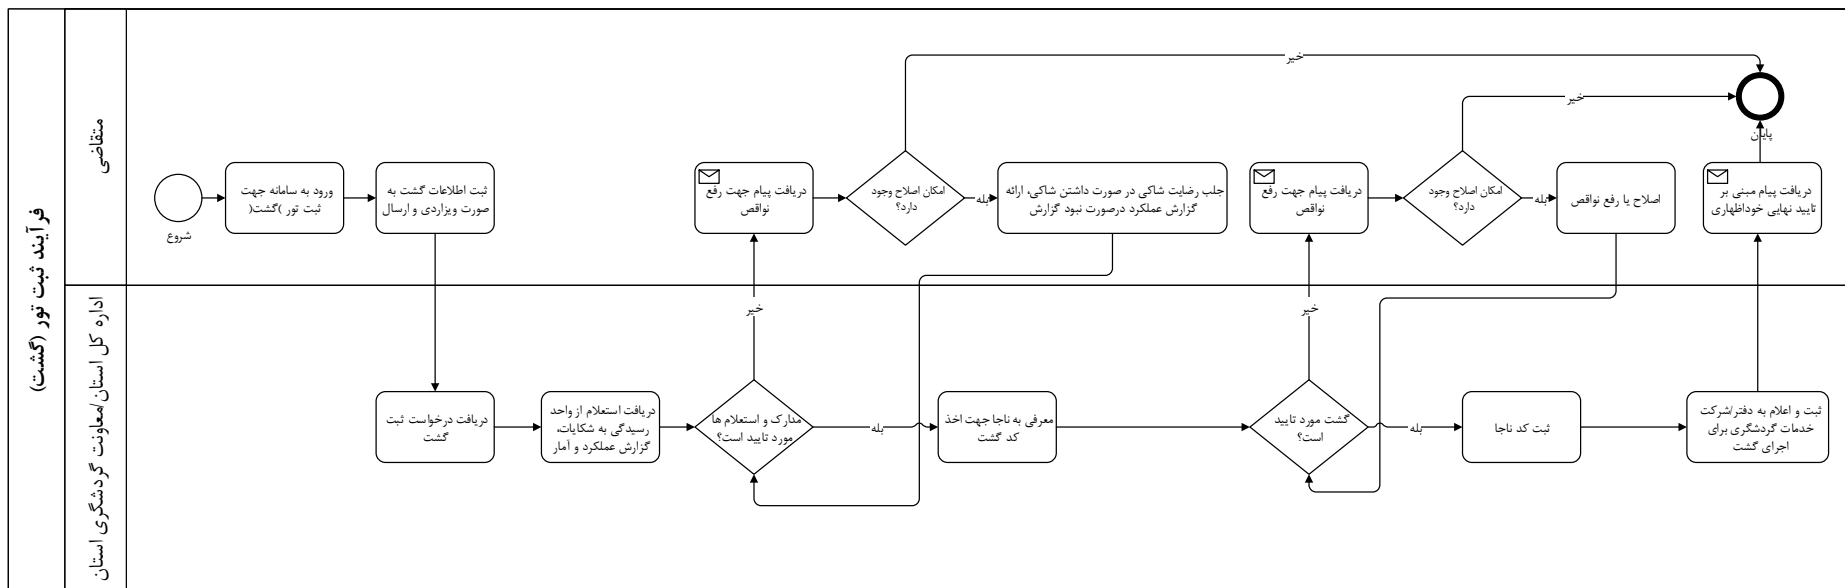 فرآیند ثبت تور (گشت)
متقاضی
شروع
ورود به سامانه جهت
ثبت تور )گشت(
ثبت اطلاعات گشت به
صورت ویزاردی و ارسال
دریافت پیام جهت رفع
نواقص
امکان اصلاح وجود
دارد؟
خیر
بله
جلب رضایت شاکی در صورت داشتن شاکی، ارائه
گزارش عملکرد درصورت نبود گزارش
دریافت پیام جهت رفع
نواقص
امکان اصلاح وجود
دارد؟
خیر
بله
اصلاح یا رفع نواقص
دریافت پیام مبنی بر
تایید نهایی خوداظهاری
پایان
اداره کل استان/معاونت گردشگری استان
دریافت درخواست ثبت
گشت
دریافت استعلام از واحد
رسیدگی به شکایات،
گزارش عملکرد و آمار
مدارک و استعلام ها
مورد تایید است؟
خیر
بله
معرفی به ناجا جهت اخذ
کد گشت
گشت مورد تایید
است؟
خیر
بله
ثبت کد ناجا
ثبت و اعلام به دفتر/شرکت
خدمات گردشگری برای
اجرای گشت